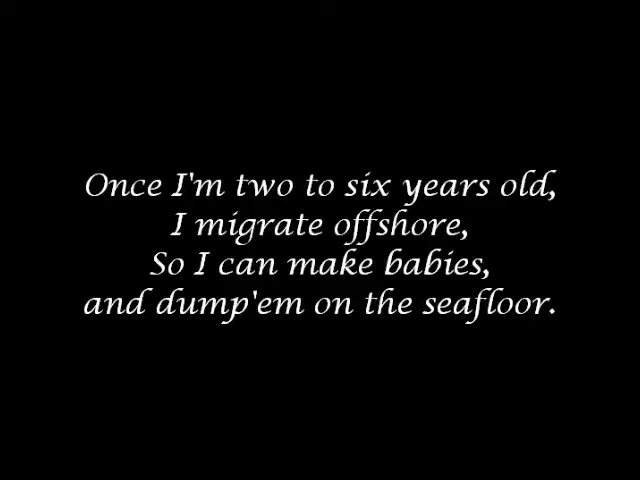 Once I'm two to six years old,
I migrate offshore,
So I can make babies,
and dump'em on the seafloor.